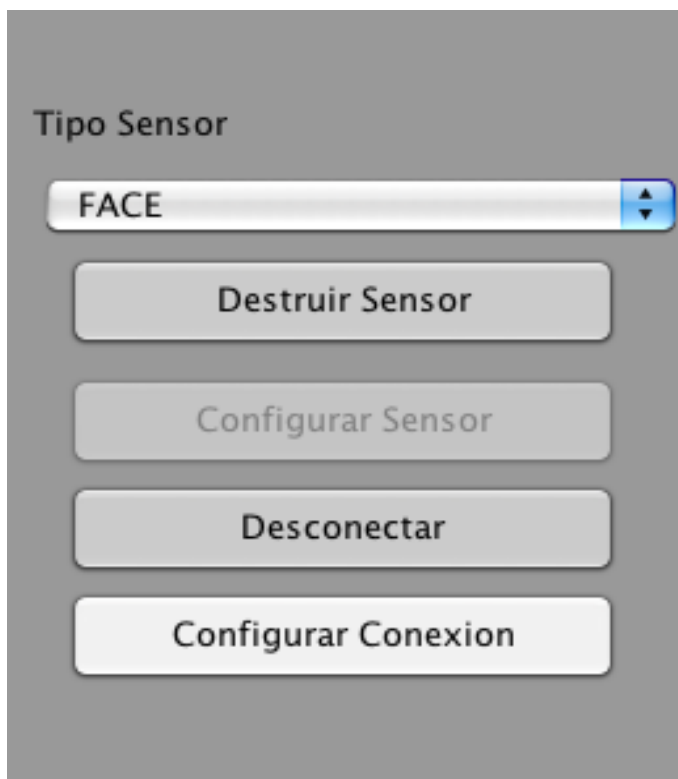 Tipo Sensor
FACE
Destruir Sensor
Configurar Sensor
Desconectar
Configurar Conexion